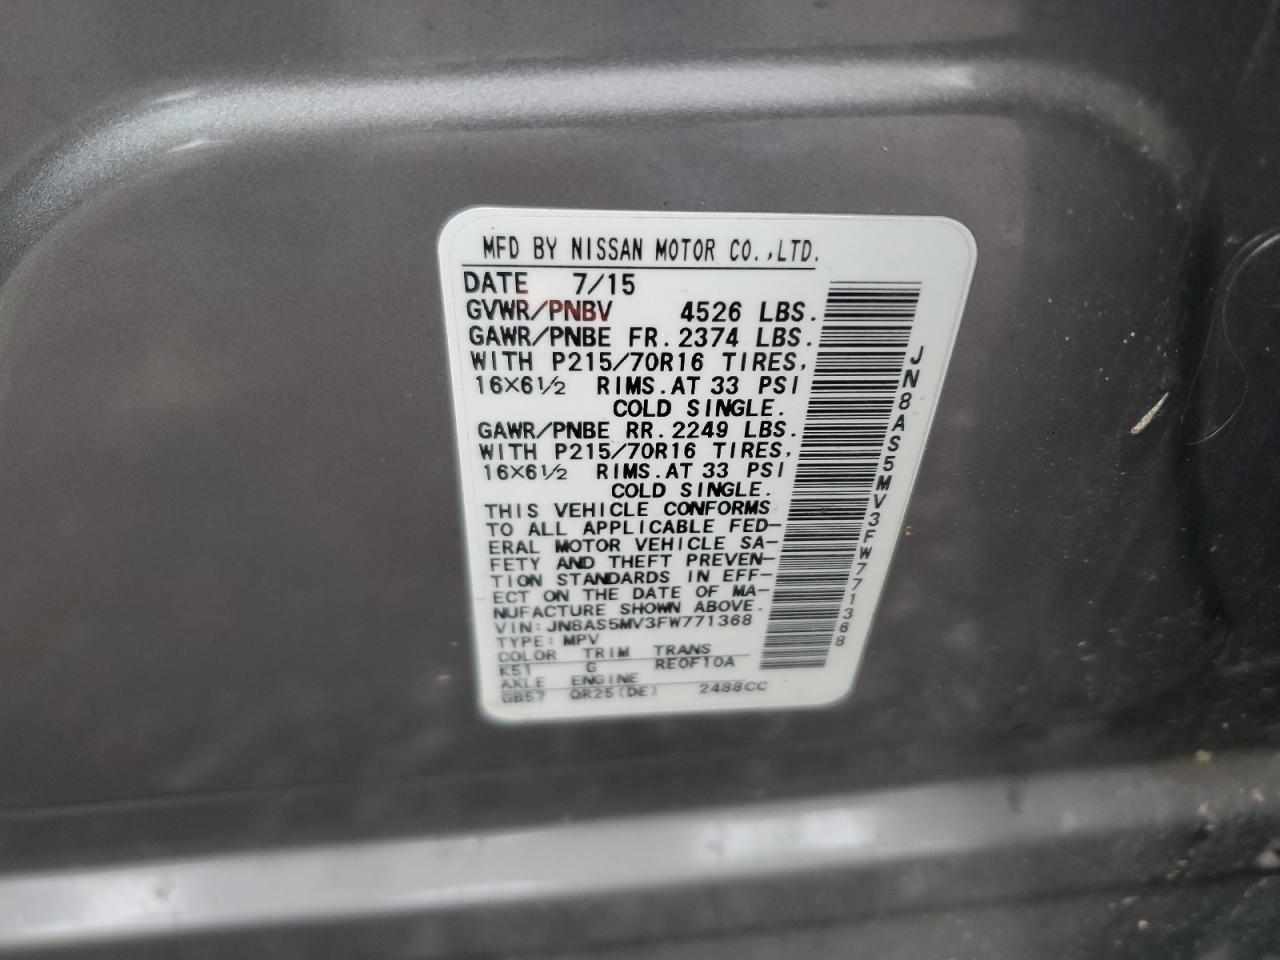 MFD BY NISSAN MOTOR CO.,LTD.
DATE 7/15
GVWR/PNBV 4526 LBS.
GAWR/PNBE FR. 2374 LBS.
WITH P215/70R16 TIRES,
16×6½ RIMS. AT 33 PSI
COLD SINGLE.
GAWR/PNBE RR. 2249 LBS.
WITH P215/70R16 TIRES,
16×6½ RIMS. AT 33 PSI
COLD SINGLE.
THIS VEHICLE CONFORMS
TO ALL APPLICABLE FED-
ERAL MOTOR VEHICLE SA-
FETY AND THEFT PREVEN-
TION STANDARDS IN EFF-
ECT ON THE DATE OF MA-
NUFACTURE SHOWN ABOVE.
VIN: JN8AS5MV3FW771368
TYPE: MPV
COLOR TRIM TRANS
K51 G RE0F10A
AXLE ENGINE
GB57 QR25(DE) 2488CC
JN8AS5MV3FW771368